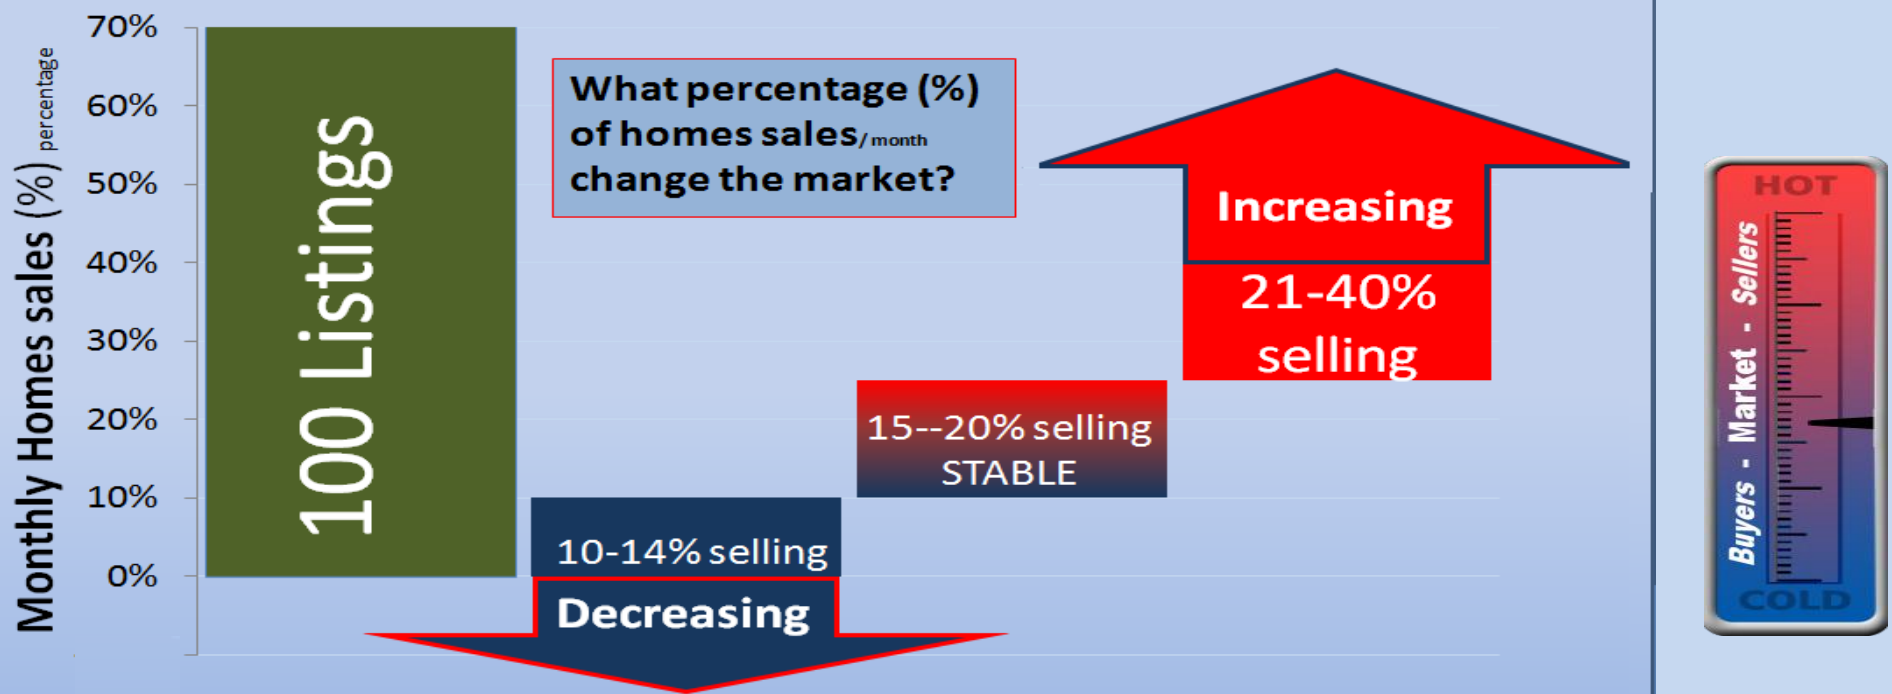 Monthly Homes sales (%) percentage
70%
60%
50%
40%
30%
20%
10%
0%
100 Listings
What percentage (%)
of homes sales/month
change the market?
10-14% selling
Decreasing
15--20% selling
STABLE
Increasing
21-40%
selling
HOT
Buyers - Market - Sellers
COLD